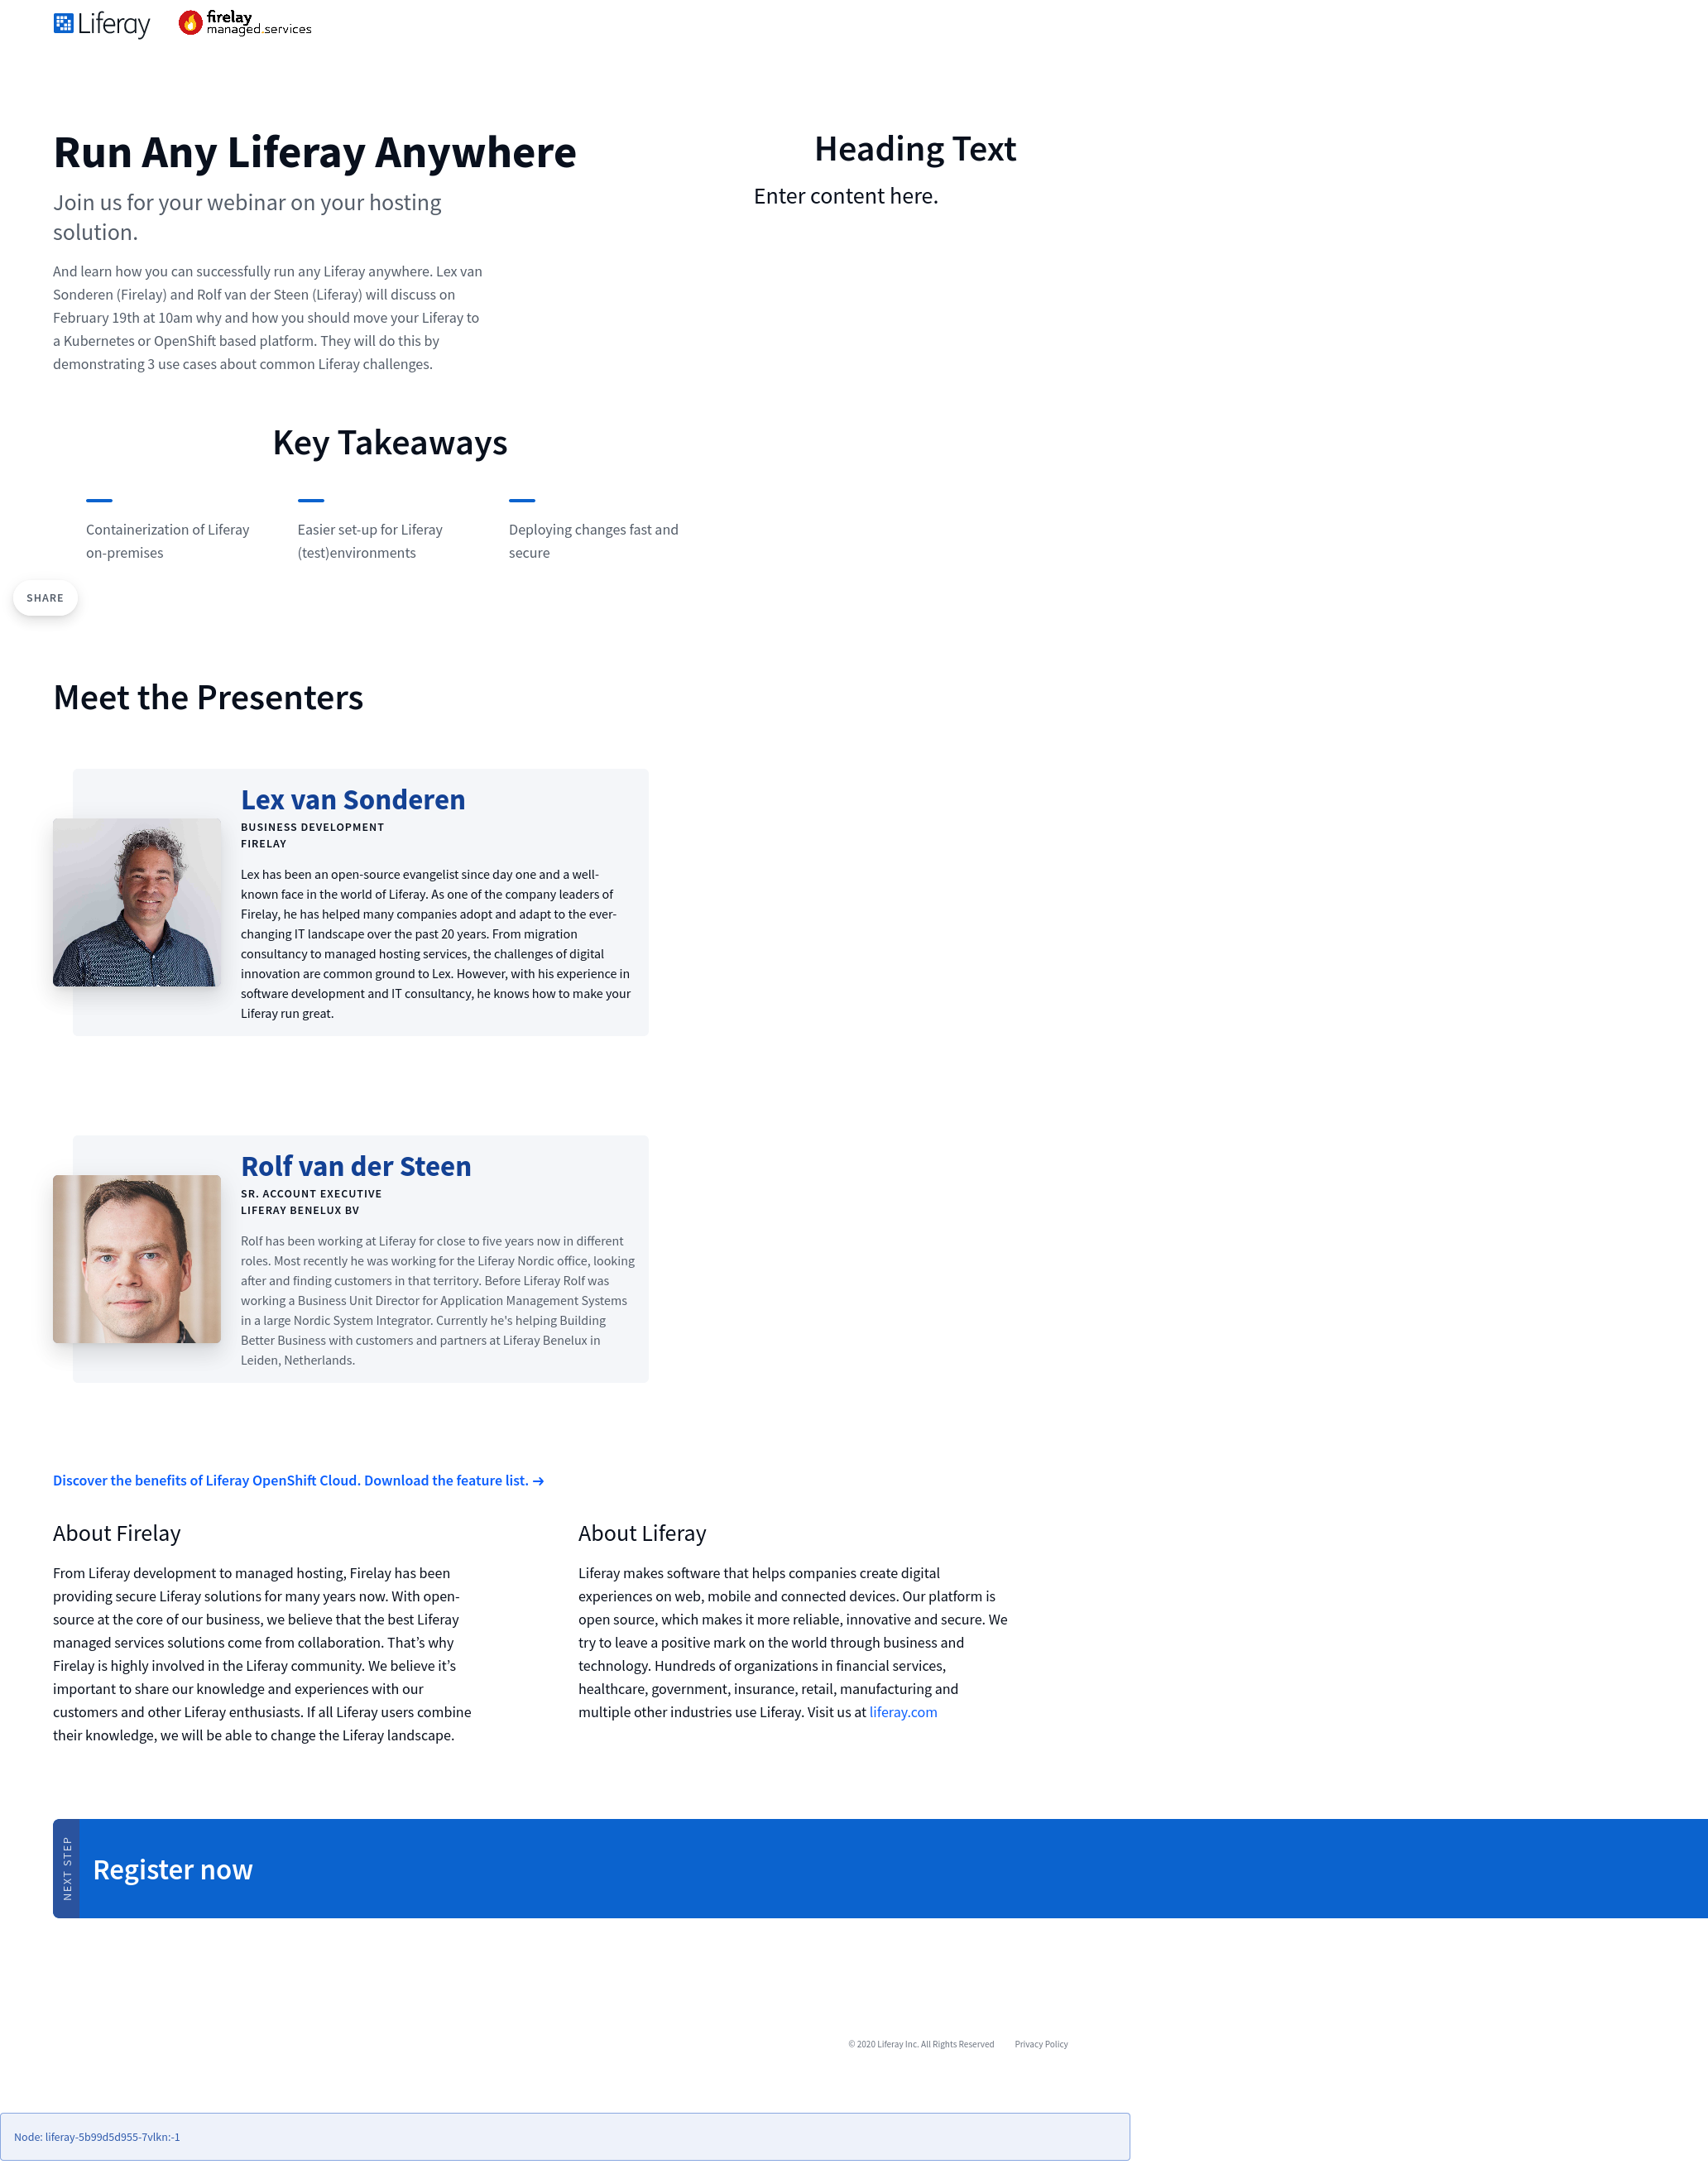 Liferay
firelay
managed.services
Run Any Liferay Anywhere
Join us for your webinar on your hosting
solution.
And learn how you can successfully run any Liferay anywhere. Lex van
Sonderen (Firelay) and Rolf van der Steen (Liferay) will discuss on
February 19th at 10am why and how you should move your Liferay to
a Kubernetes or OpenShift based platform. They will do this by
demonstrating 3 use cases about common Liferay challenges.
Heading Text
Enter content here.
Key Takeaways
Containerization of Liferay
on-premises
Easier set-up for Liferay
(test)environments
Deploying changes fast and
secure
SHARE
Meet the Presenters
Lex van Sonderen
BUSINESS DEVELOPMENT
FIRELAY
Lex has been an open-source evangelist since day one and a well-
known face in the world of Liferay. As one of the company leaders of
Firelay, he has helped many companies adopt and adapt to the ever-
changing IT landscape over the past 20 years. From migration
consultancy to managed hosting services, the challenges of digital
innovation are common ground to Lex. However, with his experience in
software development and IT consultancy, he knows how to make your
Liferay run great.
Rolf van der Steen
SR. ACCOUNT EXECUTIVE
LIFERAY BENELUX BV
Rolf has been working at Liferay for close to five years now in different
roles. Most recently he was working for the Liferay Nordic office, looking
after and finding customers in that territory. Before Liferay Rolf was
working a Business Unit Director for Application Management Systems
in a large Nordic System Integrator. Currently he's helping Building
Better Business with customers and partners at Liferay Benelux in
Leiden, Netherlands.
Discover the benefits of Liferay OpenShift Cloud. Download the feature list. →
About Firelay
From Liferay development to managed hosting, Firelay has been
providing secure Liferay solutions for many years now. With open-
source at the core of our business, we believe that the best Liferay
managed services solutions come from collaboration. That’s why
Firelay is highly involved in the Liferay community. We believe it’s
important to share our knowledge and experiences with our
customers and other Liferay enthusiasts. If all Liferay users combine
their knowledge, we will be able to change the Liferay landscape.
About Liferay
Liferay makes software that helps companies create digital
experiences on web, mobile and connected devices. Our platform is
open source, which makes it more reliable, innovative and secure. We
try to leave a positive mark on the world through business and
technology. Hundreds of organizations in financial services,
healthcare, government, insurance, retail, manufacturing and
multiple other industries use Liferay. Visit us at liferay.com
NEXT STEP
Register now
© 2020 Liferay Inc. All Rights Reserved Privacy Policy
Node: liferay-5b99d5d955-7vlkn:-1